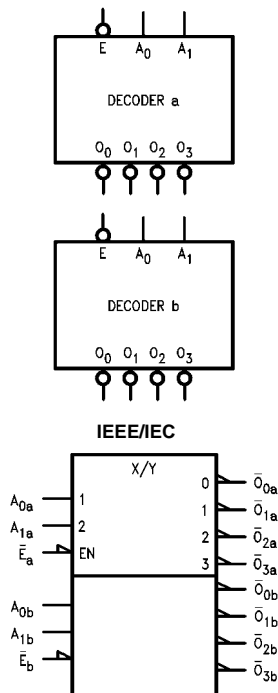 E A₀ A₁
DECODER a
O₀ O₁ O₂ O₃
E A₀ A₁
DECODER b
O₀ O₁ O₂ O₃
IEEE/IEC
X/Y
A₀ₐ 1 0 Ō₀ₐ
A₁ₐ 2 1 Ō₁ₐ
Ēₐ EN 2 Ō₂ₐ
3 Ō₃ₐ
Ō₀b
A₀b Ō₁b
A₁b Ō₂b
Ēb Ō₃b